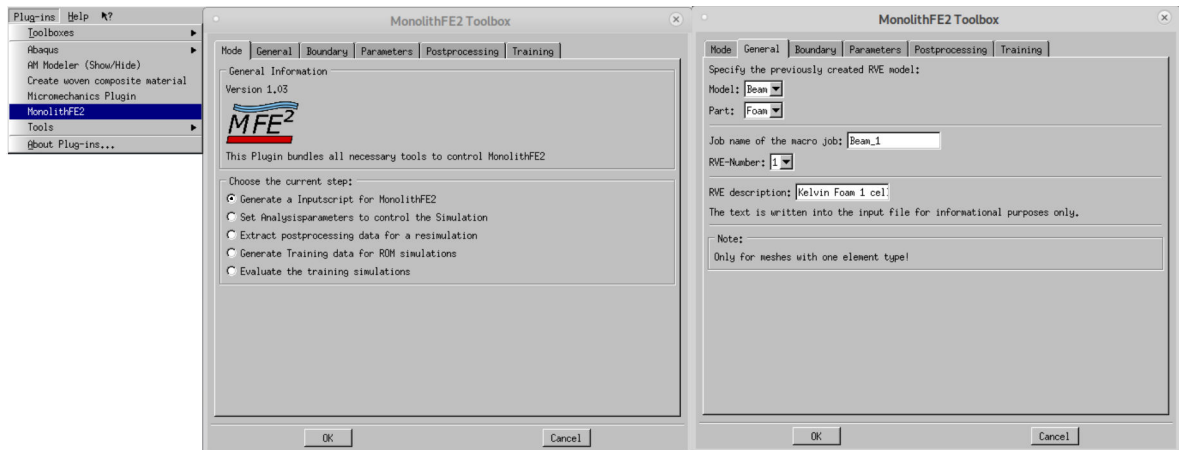 Plug-ins Help
Toolboxes
Abaqus
AM Modeler (Show/Hide)
Create woven composite material
Micromechanics Plugin
MonolithFE2
Tools
About Plug-ins...
MonolithFE2 Toolbox
Mode General Boundary Parameters Postprocessing Training
General Information
Version 1.03
MFE²
This Plugin bundles all necessary tools to control MonolithFE2
Choose the current step:
Generate a Inputscript for MonolithFE2
Set Analysisparameters to control the Simulation
Extract postprocessing data for a resimulation
Generate Training data for ROM simulations
Evaluate the training simulations
OK Cancel
MonolithFE2 Toolbox
Mode General Boundary Parameters Postprocessing Training
Specify the previously created RVE model:
Model: Beam
Part: Foam
Job name of the macro job: Beam_1
RVE-Number: 1
RVE description: Kelvin Foam 1 cel
The text is written into the input file for informational purposes only.
Note:
Only for meshes with one element type!
OK Cancel